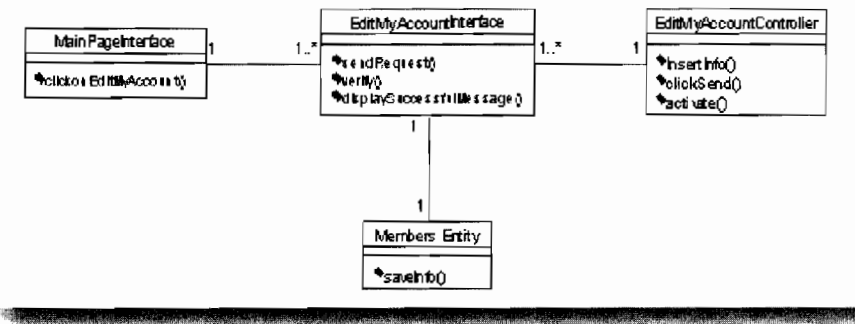 MainPageInterface
clickonEditMyAccount()
1
1..*
EditMyAccountInterface
sendRequest()
verify()
displaySuccessfulMessage()
1..*
1
EditMyAccountController
InsertInfo()
clickSend()
activate()
1
1
Members Entity
saveInfo()